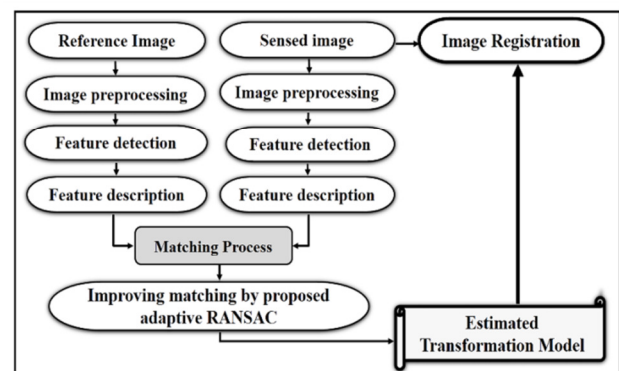 Reference Image
Sensed image
Image Registration
Image preprocessing
Image preprocessing
Feature detection
Feature detection
Feature description
Feature description
Matching Process
Improving matching by proposed
adaptive RANSAC
Estimated
Transformation Model